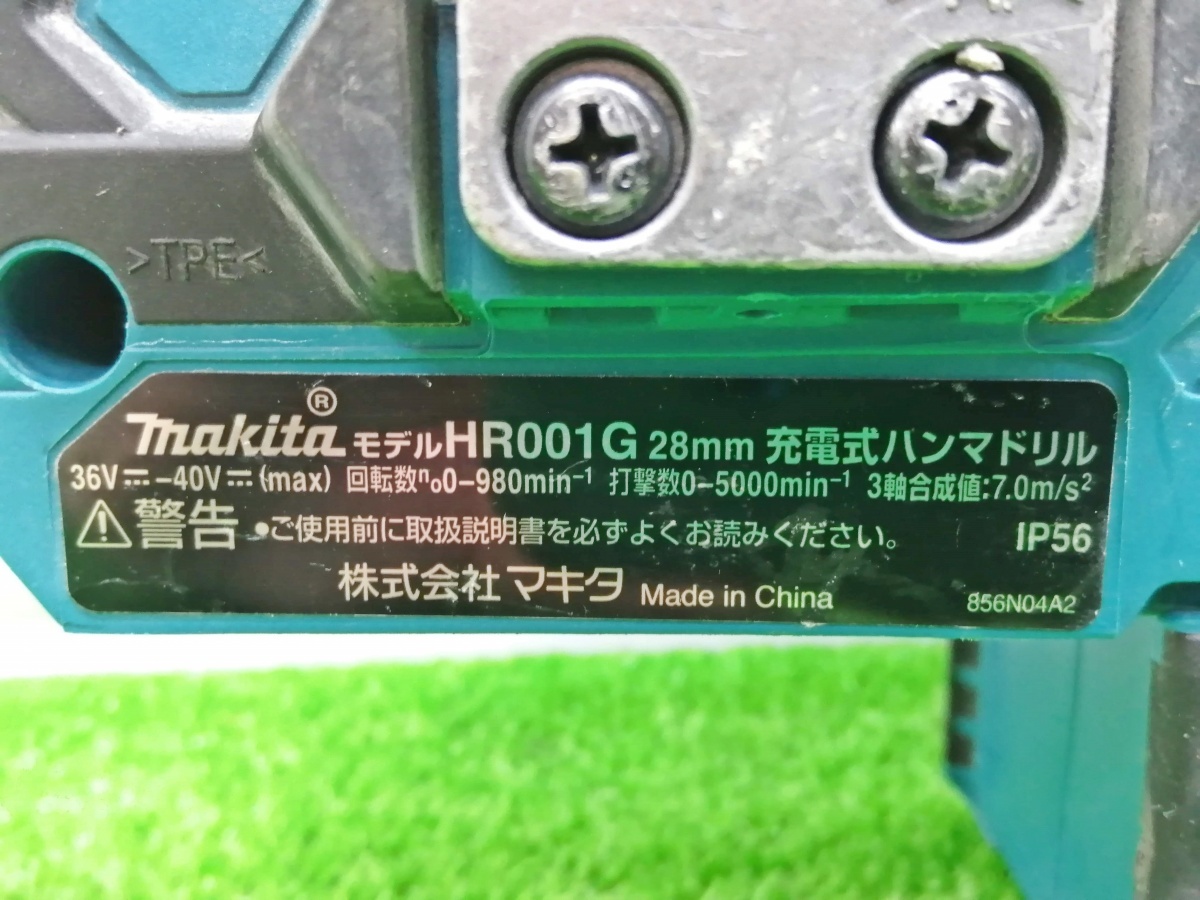 >TPE<
makita® モデルHR001G 28mm 充電式ハンマドリル
36V⎓-40V⎓(max) 回転数n₀0-980min⁻¹ 打撃数0-5000min⁻¹ 3軸合成値:7.0m/s²
⚠警告 •ご使用前に取扱説明書を必ずよくお読みください。 IP56
株式会社マキタ Made in China 856N04A2